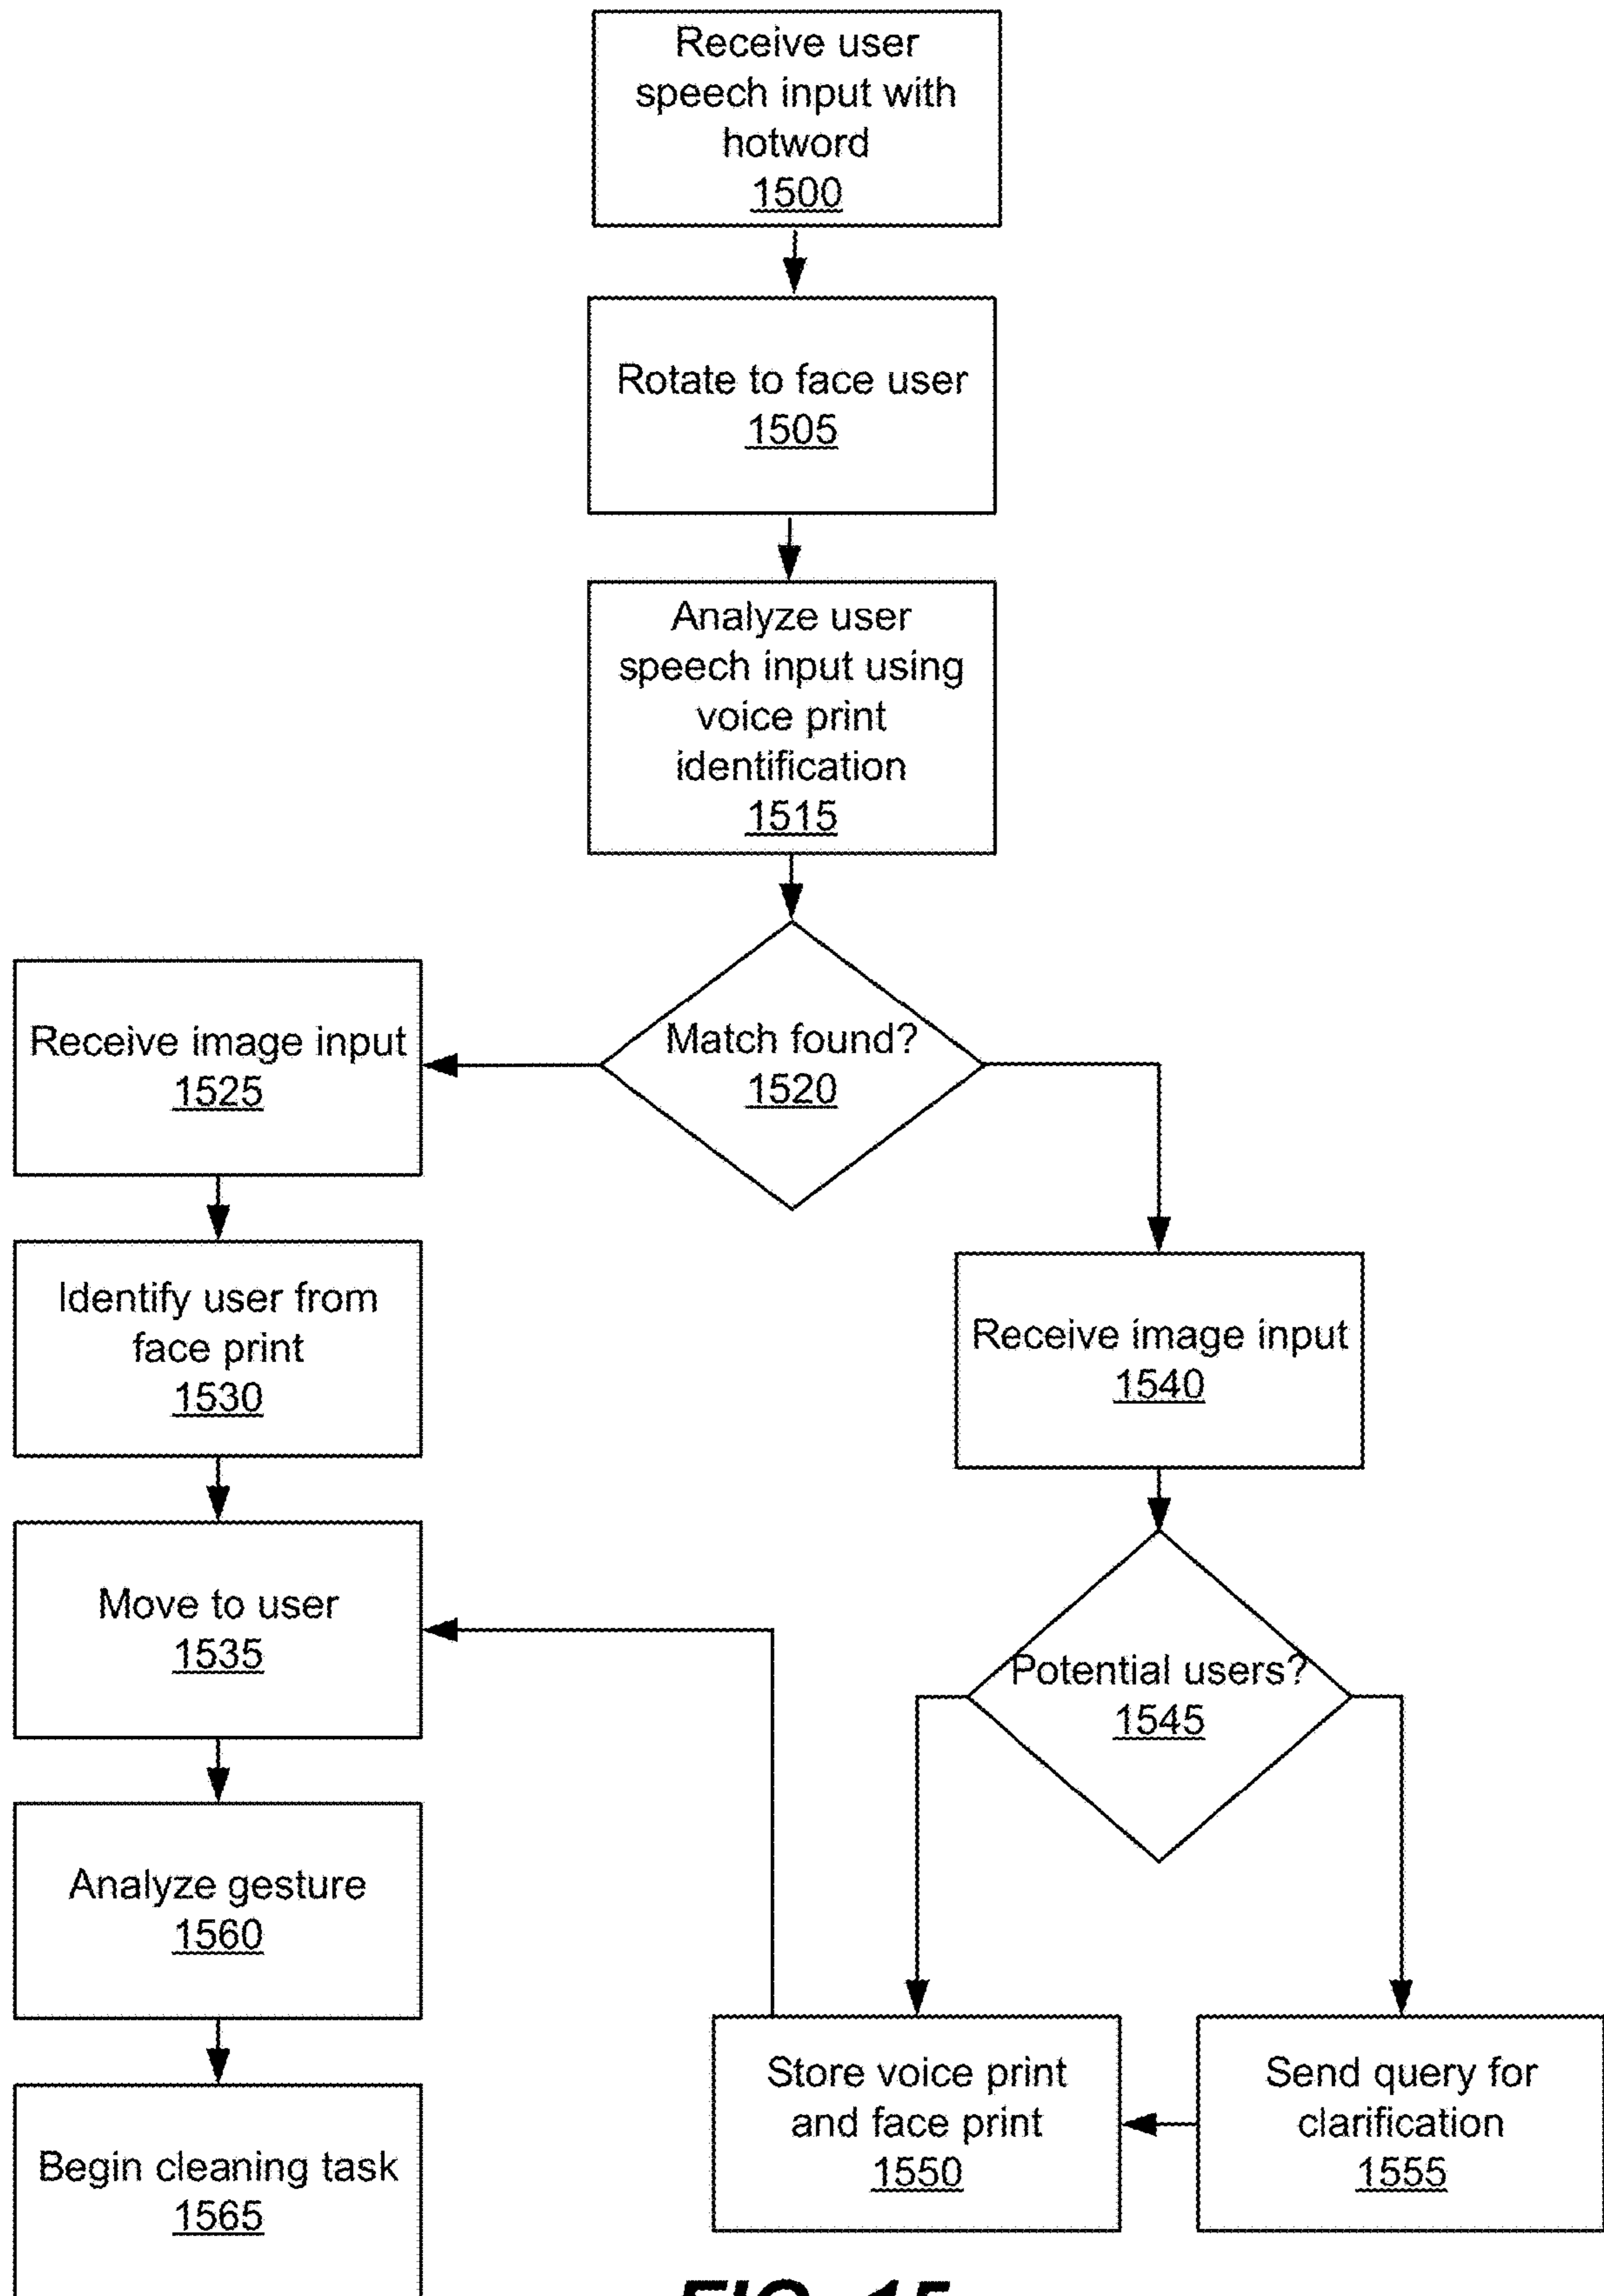 Receive user
speech input with
hotword
1500
Rotate to face user
1505
Analyze user
speech input using
voice print
identification
1515
Match found?
1520
Receive image input
1525
Identify user from
face print
1530
Move to user
1535
Analyze gesture
1560
Begin cleaning task
1565
Receive image input
1540
Potential users?
1545
Store voice print
and face print
1550
Send query for
clarification
1555
FIG. 15